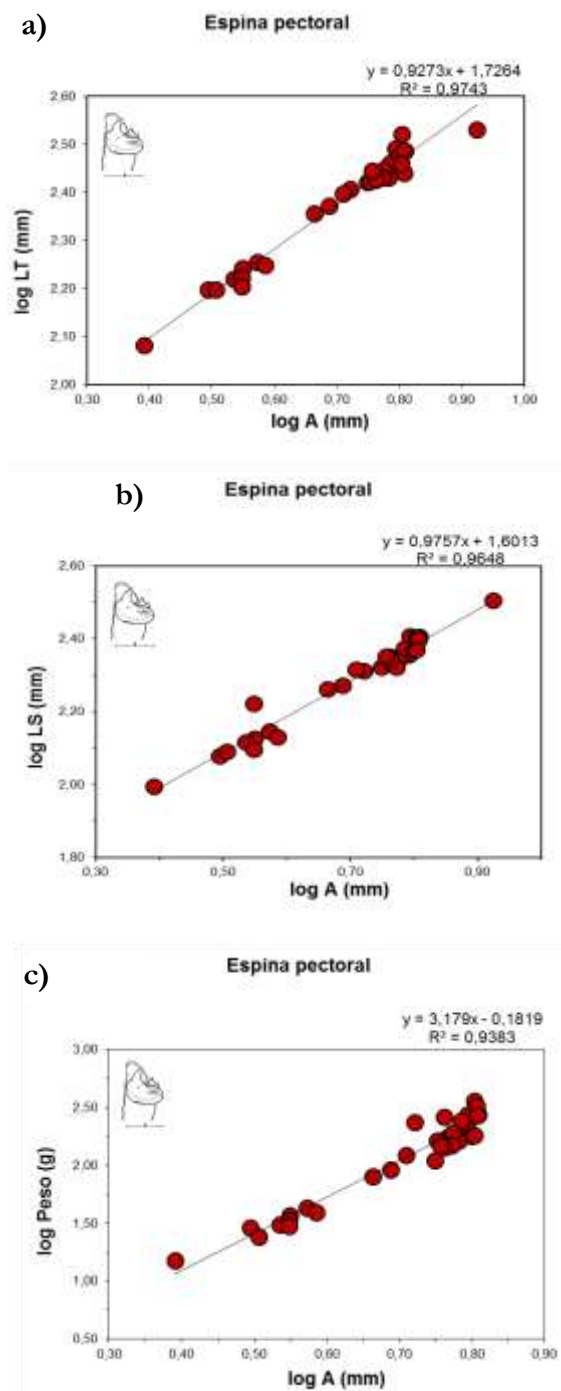 a)
Espina pectoral
y = 0,9273x + 1,7264
R² = 0,9743
2,60
2,50
2,40
2,30
2,20
2,10
2,00
log LT (mm)
0,30 0,40 0,50 0,60 0,70 0,80 0,90 1,00
log A (mm)
b)
Espina pectoral
y = 0,9757x + 1,6013
R² = 0,9648
2,60
2,40
2,20
2,00
1,80
log LS (mm)
0,30 0,50 0,70 0,90
log A (mm)
c)
Espina pectoral
y = 3,179x - 0,1819
R² = 0,9383
3,00
2,50
2,00
1,50
1,00
0,50
log Peso (g)
0,30 0,40 0,50 0,60 0,70 0,80 0,90
log A (mm)